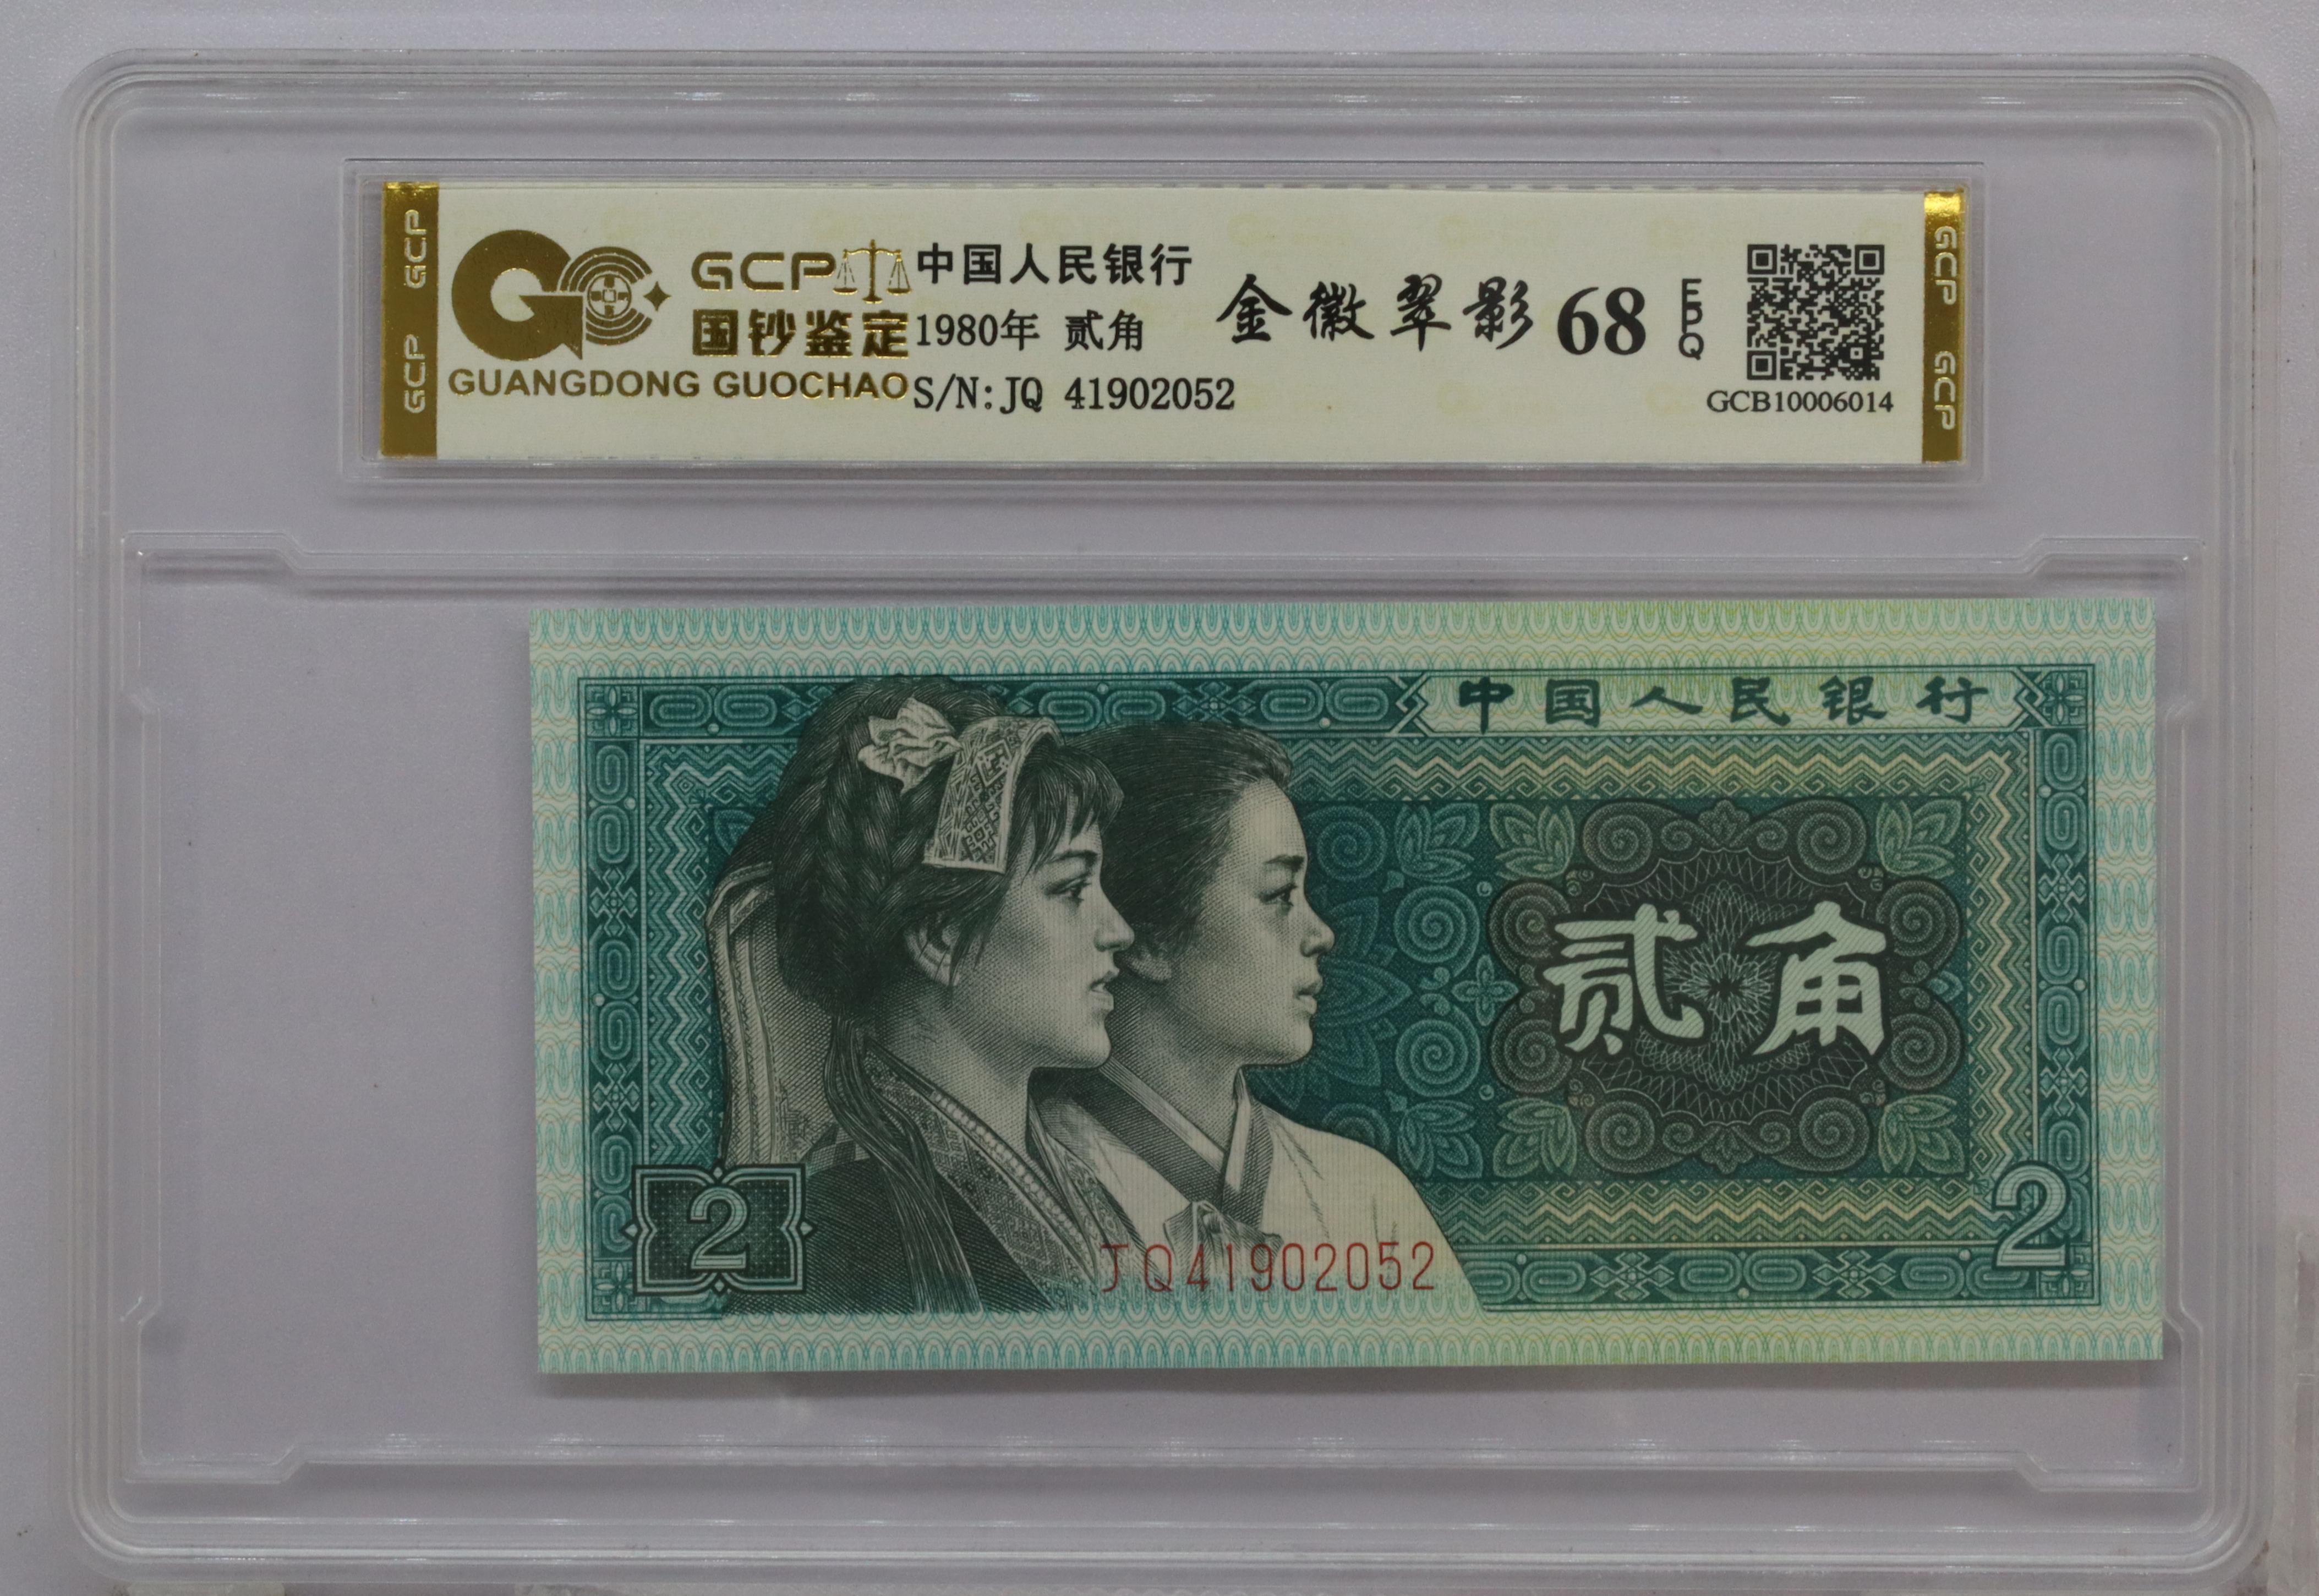 GCP GCP
GCP
国钞鉴定
GUANGDONG GUOCHAO
中国人民银行
1980年 贰角
S/N: JQ 41902052
金徽翠影 68 EPQ
GCB10006014
GCP GCP
中国人民银行
贰角
2
JQ41902052
2